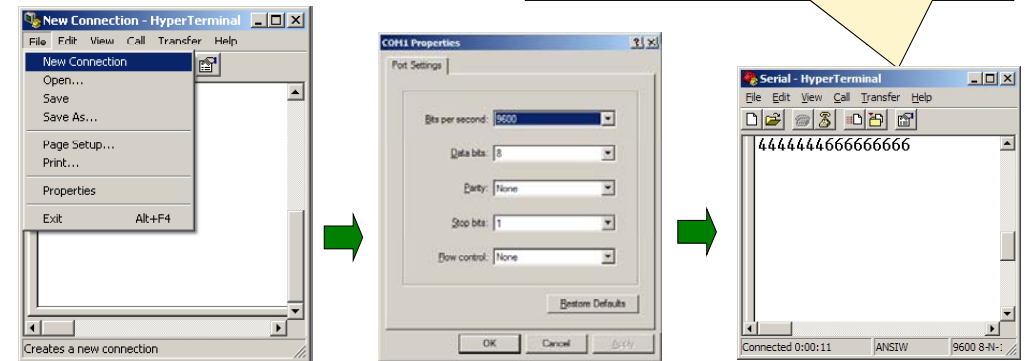 New Connection - HyperTerminal
File Edit View Call Transfer Help
New Connection
Open...
Save
Save As...
Page Setup...
Print...
Properties
Exit Alt+F4
Creates a new connection
COM1 Properties
Port Settings
Bits per second: 9600
Data bits: 8
Parity: None
Stop bits: 1
Flow control: None
Restore Defaults
OK Cancel Apply
Serial - HyperTerminal
File Edit View Call Transfer Help
4444444666666666
Connected 0:00:11 ANSIW 9600 8-N-